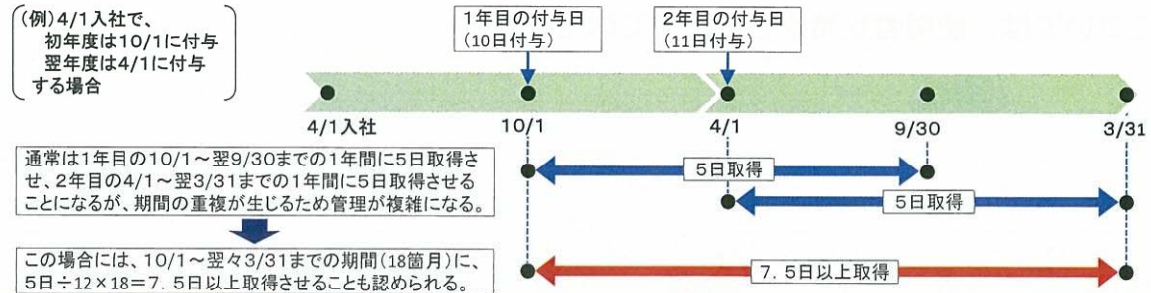 (例)4/1入社で、
初年度は10/1に付与
翌年度は4/1に付与
する場合
1年目の付与日
(10日付与)
2年目の付与日
(11日付与)
4/1入社
10/1
4/1
9/30
3/31
通常は1年目の10/1～翌9/30までの1年間に5日取得さ
せ、2年目の4/1～翌3/31までの1年間に5日取得させる
ことになるが、期間の重複が生じるため管理が複雑になる。
5日取得
5日取得
この場合には、10/1～翌々3/31までの期間(18箇月)に、
5日÷12×18=7.5日以上取得させることも認められる。
7.5日以上取得